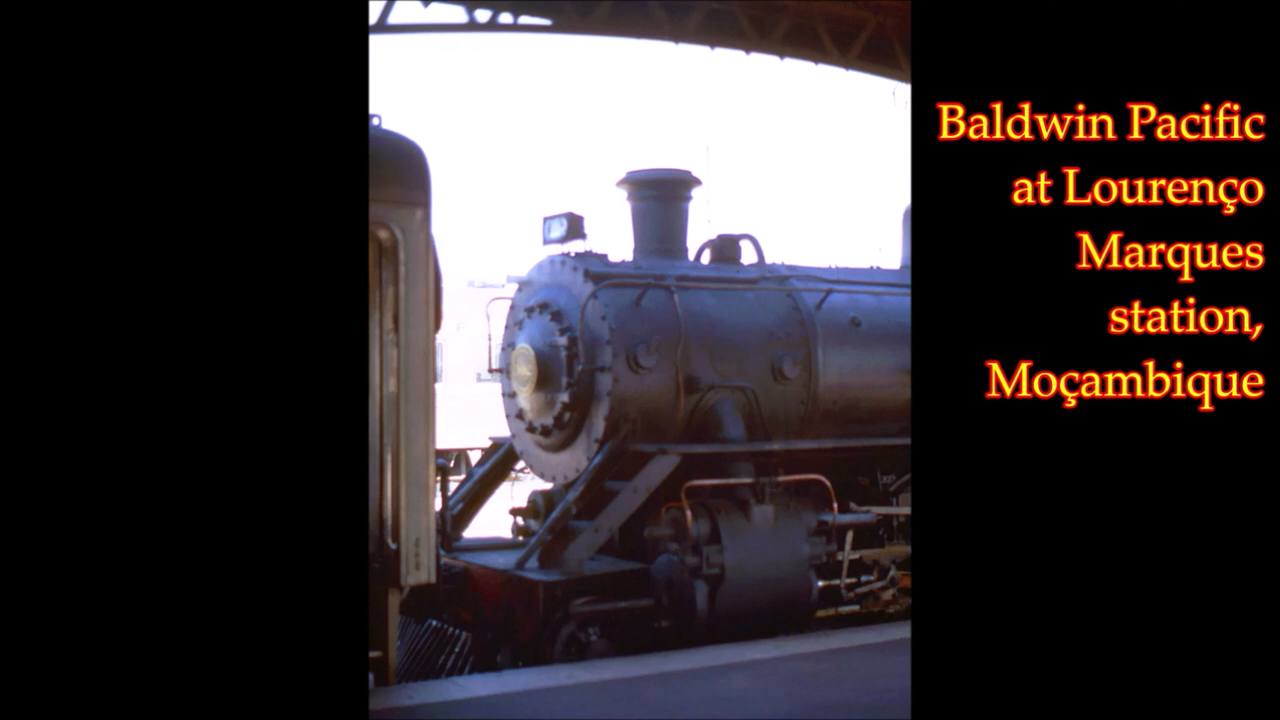 Baldwin Pacific
at Lourenço
Marques
station,
Moçambique